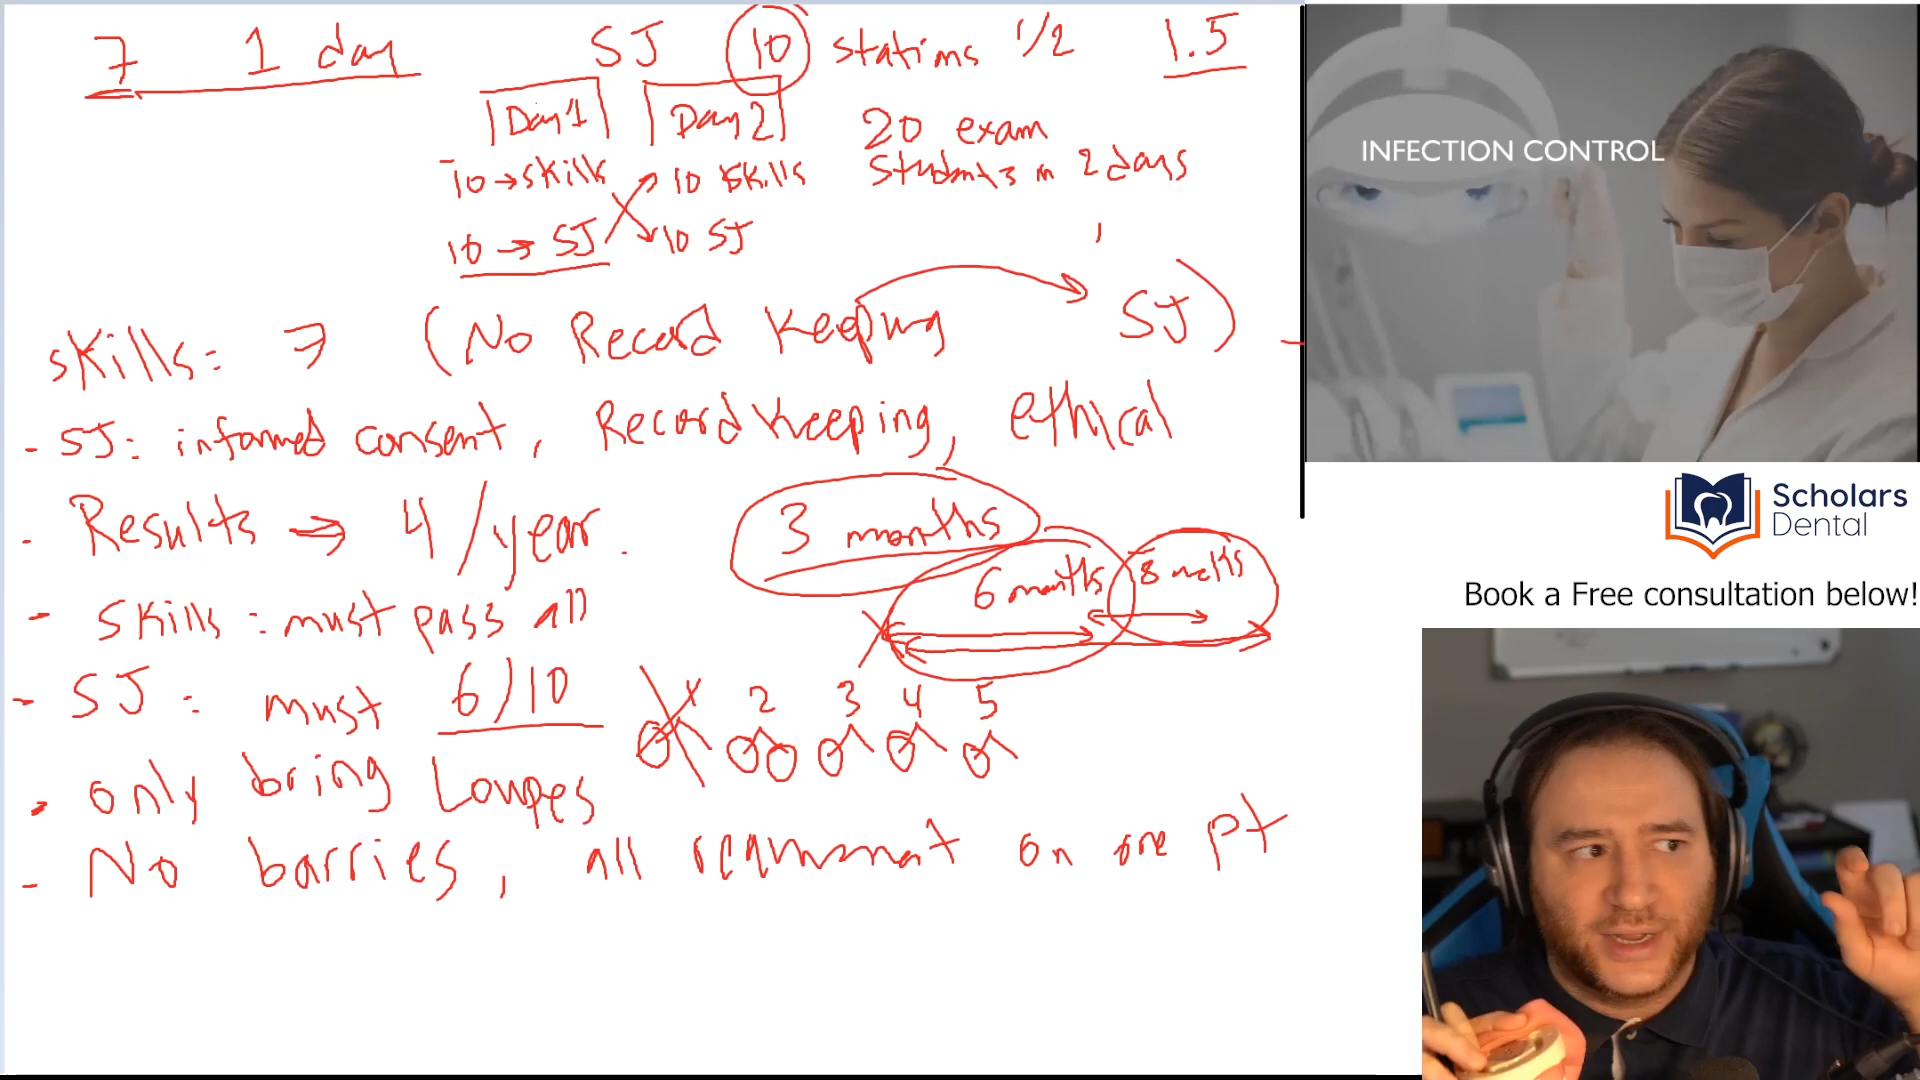 7 1 day SJ 10 stations 1/2 1.5
Day 1 Day 2 20 exam
10 → skills 10 skills students in 2 days
10 → SJ 10 SJ
skills: 7 (No Record Keeping SJ)
- SJ: informed consent, Record Keeping, ethical
- Results → 4/year. 3 months
6 months 8 weeks
- skills: must pass all
- SJ: must 6/10
1 2 3 4 5
- only bring Loupes
- No barries, all on one pt
INFECTION CONTROL
Scholars
Dental
Book a Free consultation below!